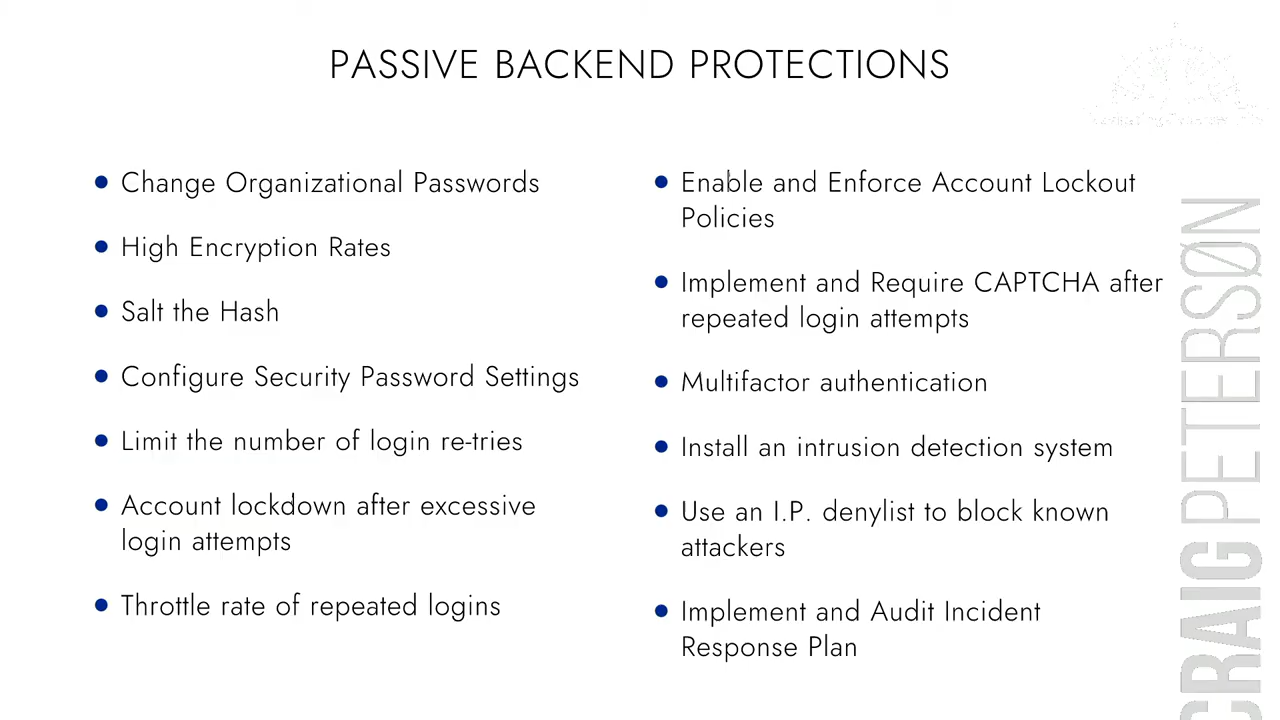 PASSIVE BACKEND PROTECTIONS
Change Organizational Passwords
High Encryption Rates
Salt the Hash
Configure Security Password Settings
Limit the number of login re-tries
Account lockdown after excessive
login attempts
Throttle rate of repeated logins
Enable and Enforce Account Lockout
Policies
Implement and Require CAPTCHA after
repeated login attempts
Multifactor authentication
Install an intrusion detection system
Use an I.P. denylist to block known
attackers
Implement and Audit Incident
Response Plan
CRAIGPETERSØN